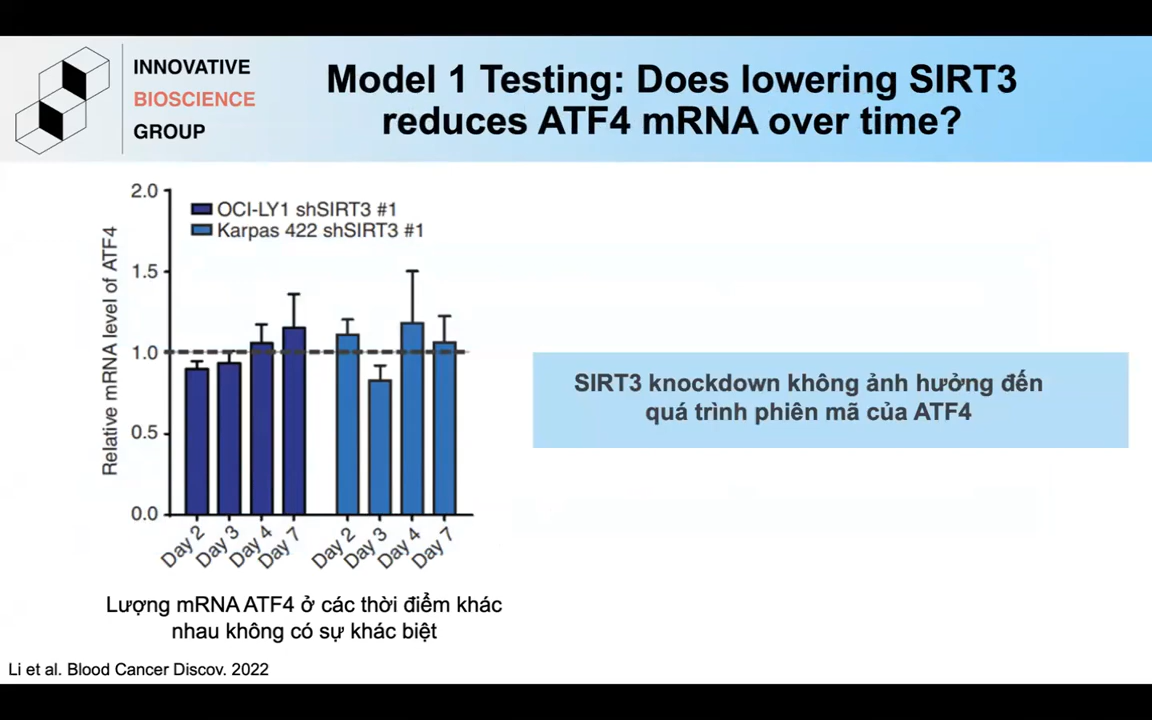 INNOVATIVE
BIOSCIENCE
GROUP
Model 1 Testing: Does lowering SIRT3
reduces ATF4 mRNA over time?
Relative mRNA level of ATF4
2.0
1.5
1.0
0.5
0.0
OCI-LY1 shSIRT3 #1
Karpas 422 shSIRT3 #1
Day 2
Day 3
Day 4
Day 7
Day 2
Day 3
Day 4
Day 7
SIRT3 knockdown không ảnh hưởng đến
quá trình phiên mã của ATF4
Lượng mRNA ATF4 ở các thời điểm khác
nhau không có sự khác biệt
Li et al. Blood Cancer Discov. 2022